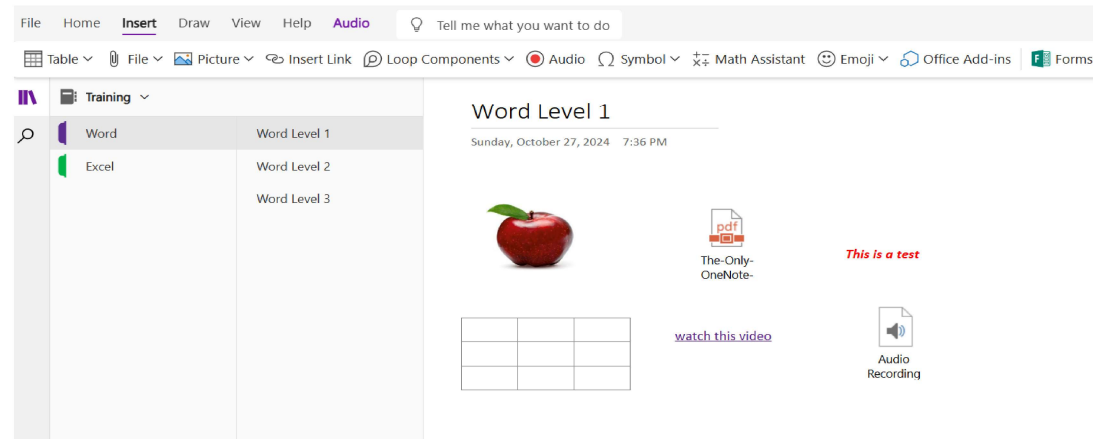 File Home Insert Draw View Help Audio Tell me what you want to do
Table File Picture Insert Link Loop Components Audio Symbol Math Assistant Emoji Office Add-ins Forms
Training
Word
Excel
Word Level 1
Word Level 2
Word Level 3
Word Level 1
Sunday, October 27, 2024 7:36 PM
pdf
The-Only-
OneNote-
This is a test
watch this video
Audio
Recording